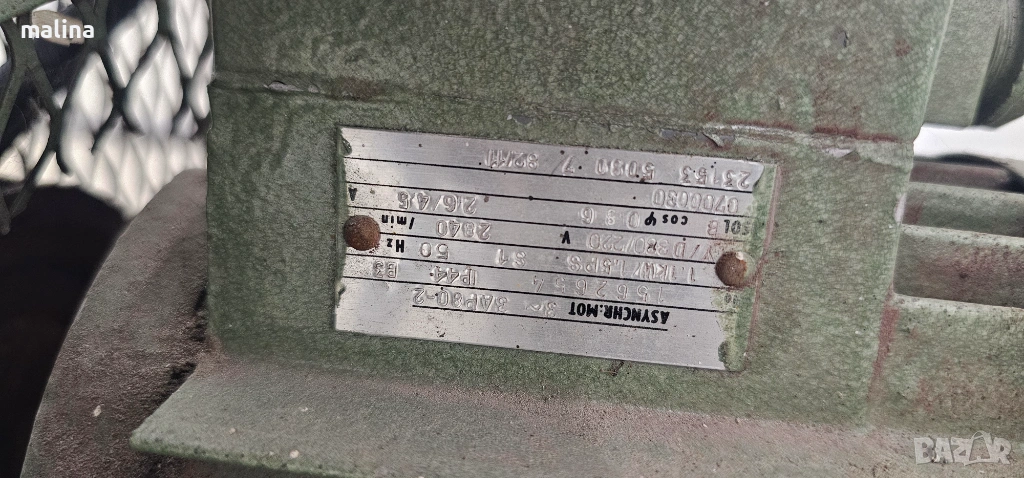 malina
ASYNCHR.MOT 3~ 3AP80-2
1562654 IP44 B3
1.1KW/1.5PS S1 50 Hz
Y/D 380/220 V 2840 /min
ISOL B cos φ 0.86 2.6/4.5 A
0700080
23153 5090 7/ 82/11
BAZAR